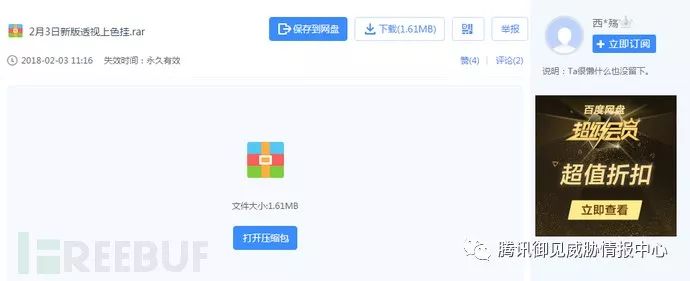 2月3日新版透视上色挂.rar
保存到网盘
下载(1.61MB)
举报
2018-02-03 11:16 失效时间：永久有效
赞(4) | 评论(2)
文件大小:1.61MB
打开压缩包
西*殇
+ 立即订阅
说明：Ta很懒什么也没留下。
百度网盘
超级会员
超值折扣
立即查看
REEBUF
腾讯御见威胁情报中心